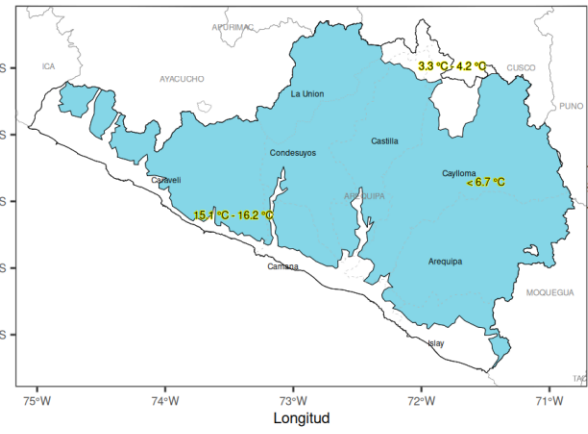 APURIMAC
3.3 °C - 4.2 °C
CUSCO
ICA
S
AYACUCHO
La Union
PUNO
S
Castilla
Condesuyos
Caylloma
Caraveli
< 6.7 °C
AREQUIPA
S
15.1 °C - 16.2 °C
Arequipa
Camana
S
MOQUEGUA
S
Islay
TAC
75°W
74°W
73°W
72°W
71°W
Longitud